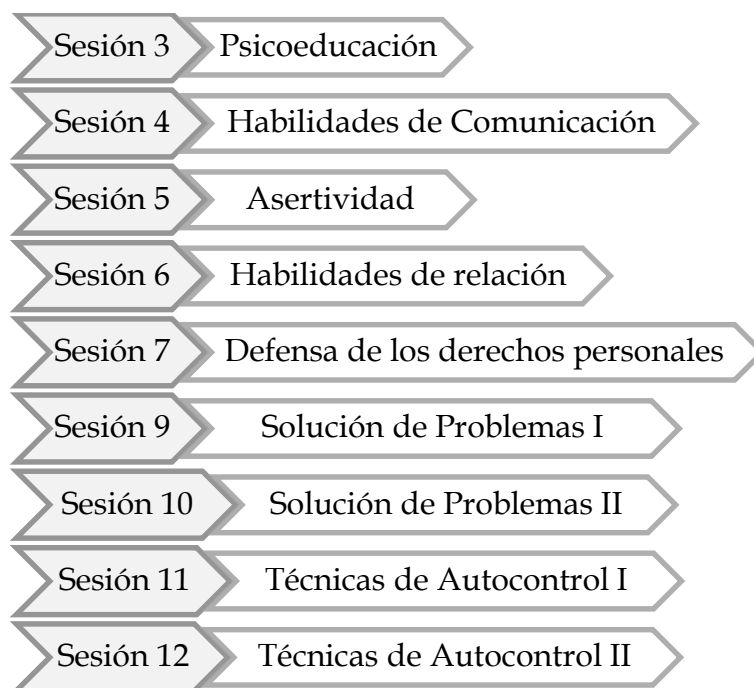 Sesión 3 Psicoeducación
Sesión 4 Habilidades de Comunicación
Sesión 5 Asertividad
Sesión 6 Habilidades de relación
Sesión 7 Defensa de los derechos personales
Sesión 9 Solución de Problemas I
Sesión 10 Solución de Problemas II
Sesión 11 Técnicas de Autocontrol I
Sesión 12 Técnicas de Autocontrol II